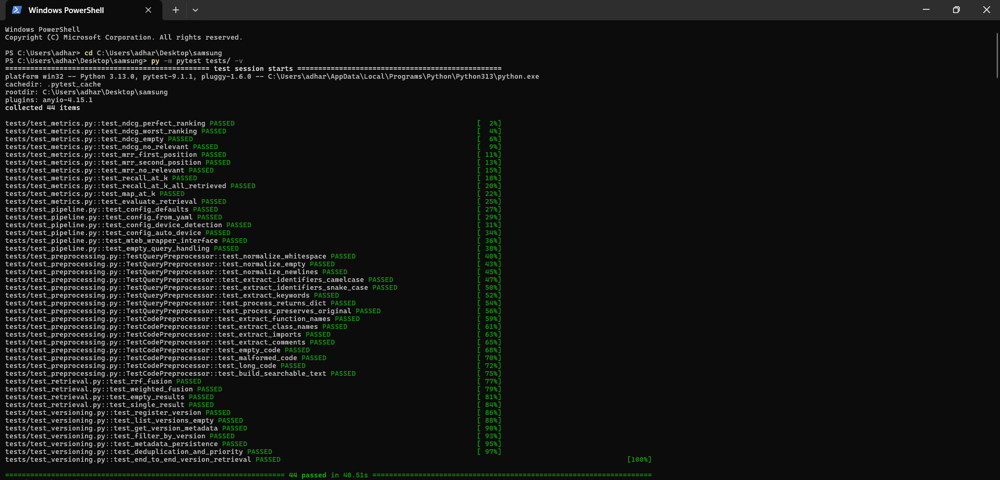 Windows PowerShell
Windows PowerShell
Copyright (C) Microsoft Corporation. All rights reserved.
PS C:\Users\adhar> cd C:\Users\adhar\Desktop\samsung
PS C:\Users\adhar\Desktop\samsung> py -m pytest tests/ -v
================================================= test session starts =================================================
platform win32 -- Python 3.13.0, pytest-9.1.1, pluggy-1.6.0 -- C:\Users\adhar\AppData\Local\Programs\Python\Python313\python.exe
cachedir: .pytest_cache
rootdir: C:\Users\adhar\Desktop\samsung
plugins: anyio-4.15.1
collected 44 items
tests/test_metrics.py::test_ndcg_perfect_ranking PASSED [  2%]
tests/test_metrics.py::test_ndcg_worst_ranking PASSED [  4%]
tests/test_metrics.py::test_ndcg_empty PASSED [  6%]
tests/test_metrics.py::test_ndcg_no_relevant PASSED [  9%]
tests/test_metrics.py::test_mrr_first_position PASSED [ 11%]
tests/test_metrics.py::test_mrr_second_position PASSED [ 13%]
tests/test_metrics.py::test_mrr_no_relevant PASSED [ 15%]
tests/test_metrics.py::test_recall_at_k PASSED [ 18%]
tests/test_metrics.py::test_recall_at_k_all_retrieved PASSED [ 20%]
tests/test_metrics.py::test_map_at_k PASSED [ 22%]
tests/test_metrics.py::test_evaluate_retrieval PASSED [ 25%]
tests/test_pipeline.py::test_config_defaults PASSED [ 27%]
tests/test_pipeline.py::test_config_from_yaml PASSED [ 29%]
tests/test_pipeline.py::test_config_device_detection PASSED [ 31%]
tests/test_pipeline.py::test_config_auto_device PASSED [ 34%]
tests/test_pipeline.py::test_mteb_wrapper_interface PASSED [ 36%]
tests/test_pipeline.py::test_empty_query_handling PASSED [ 38%]
tests/test_preprocessing.py::TestQueryPreprocessor::test_normalize_whitespace PASSED [ 40%]
tests/test_preprocessing.py::TestQueryPreprocessor::test_normalize_empty PASSED [ 43%]
tests/test_preprocessing.py::TestQueryPreprocessor::test_normalize_newlines PASSED [ 45%]
tests/test_preprocessing.py::TestQueryPreprocessor::test_extract_identifiers_camelcase PASSED [ 47%]
tests/test_preprocessing.py::TestQueryPreprocessor::test_extract_identifiers_snake_case PASSED [ 50%]
tests/test_preprocessing.py::TestQueryPreprocessor::test_extract_keywords PASSED [ 52%]
tests/test_preprocessing.py::TestQueryPreprocessor::test_process_returns_dict PASSED [ 54%]
tests/test_preprocessing.py::TestQueryPreprocessor::test_process_preserves_original PASSED [ 56%]
tests/test_preprocessing.py::TestCodePreprocessor::test_extract_function_names PASSED [ 59%]
tests/test_preprocessing.py::TestCodePreprocessor::test_extract_class_names PASSED [ 61%]
tests/test_preprocessing.py::TestCodePreprocessor::test_extract_imports PASSED [ 63%]
tests/test_preprocessing.py::TestCodePreprocessor::test_extract_comments PASSED [ 65%]
tests/test_preprocessing.py::TestCodePreprocessor::test_empty_code PASSED [ 68%]
tests/test_preprocessing.py::TestCodePreprocessor::test_malformed_code PASSED [ 70%]
tests/test_preprocessing.py::TestCodePreprocessor::test_long_code PASSED [ 72%]
tests/test_preprocessing.py::TestCodePreprocessor::test_build_searchable_text PASSED [ 75%]
tests/test_retrieval.py::test_rrf_fusion PASSED [ 77%]
tests/test_retrieval.py::test_weighted_fusion PASSED [ 79%]
tests/test_retrieval.py::test_empty_results PASSED [ 81%]
tests/test_retrieval.py::test_single_result PASSED [ 84%]
tests/test_versioning.py::test_register_version PASSED [ 86%]
tests/test_versioning.py::test_list_versions_empty PASSED [ 88%]
tests/test_versioning.py::test_get_version_metadata PASSED [ 90%]
tests/test_versioning.py::test_filter_by_version PASSED [ 93%]
tests/test_versioning.py::test_metadata_persistence PASSED [ 95%]
tests/test_versioning.py::test_deduplication_and_priority PASSED [ 97%]
tests/test_versioning.py::test_end_to_end_version_retrieval PASSED [100%]
=================================================================== 44 passed in 40.51s ===================================================================